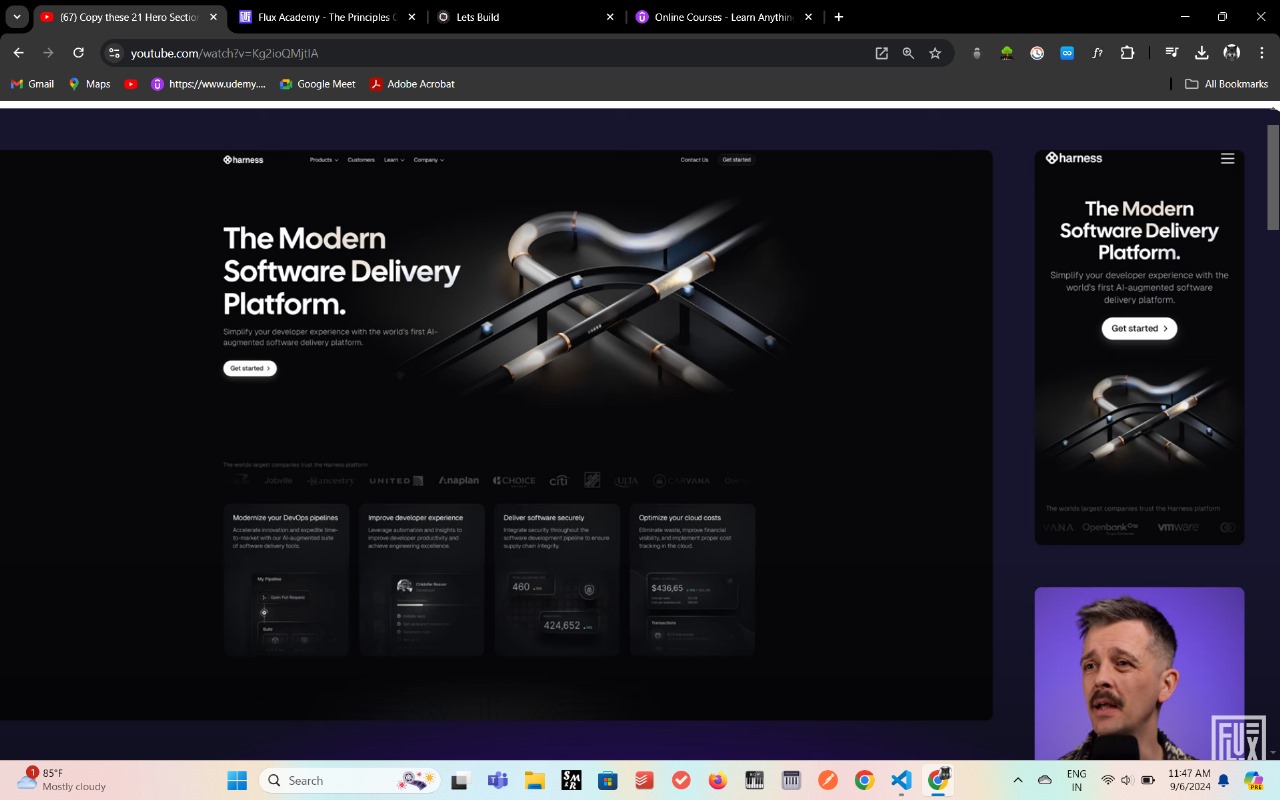 (67) Copy these 21 Hero Sectio
Flux Academy - The Principles C
Lets Build
Online Courses - Learn Anythin
youtube.com/watch?v=Kg2ioQMjtIA
Gmail
Maps
https://www.udemy....
Google Meet
Adobe Acrobat
All Bookmarks
harness
Products
Customers
Learn
Company
Contact Us
Get started
The Modern
Software Delivery
Platform.
Simplify your developer experience with the world's first AI-
augmented software delivery platform.
Get started
The worlds largest companies trust the Harness platform
Jobvite
ancestry
UNITED
Anaplan
CHOICE
citi
ULTA
CARVANA
Modernize your DevOps pipelines
Accelerate innovation and expedite time-
to-market with our AI-augmented suite
of software delivery tools.
My Pipeline
Open Pull Request
Build
Improve developer experience
Leverage automation and insights to
improve developer productivity and
achieve engineering excellence.
Deliver software securely
Integrate security throughout the
software development pipeline to ensure
supply chain integrity.
460
424,652
Optimize your cloud costs
Eliminate waste, improve financial
visibility, and implement proper cost
tracking in the cloud.
$436,65
Transactions
harness
The Modern
Software Delivery
Platform.
Simplify your developer experience with the
world's first AI-augmented software
delivery platform.
Get started
The worlds largest companies trust the Harness platform
VANA
Openbank
vmware
FLUX
1
85°F
Mostly cloudy
Search
ENG
IN
11:47 AM
9/6/2024
PRE